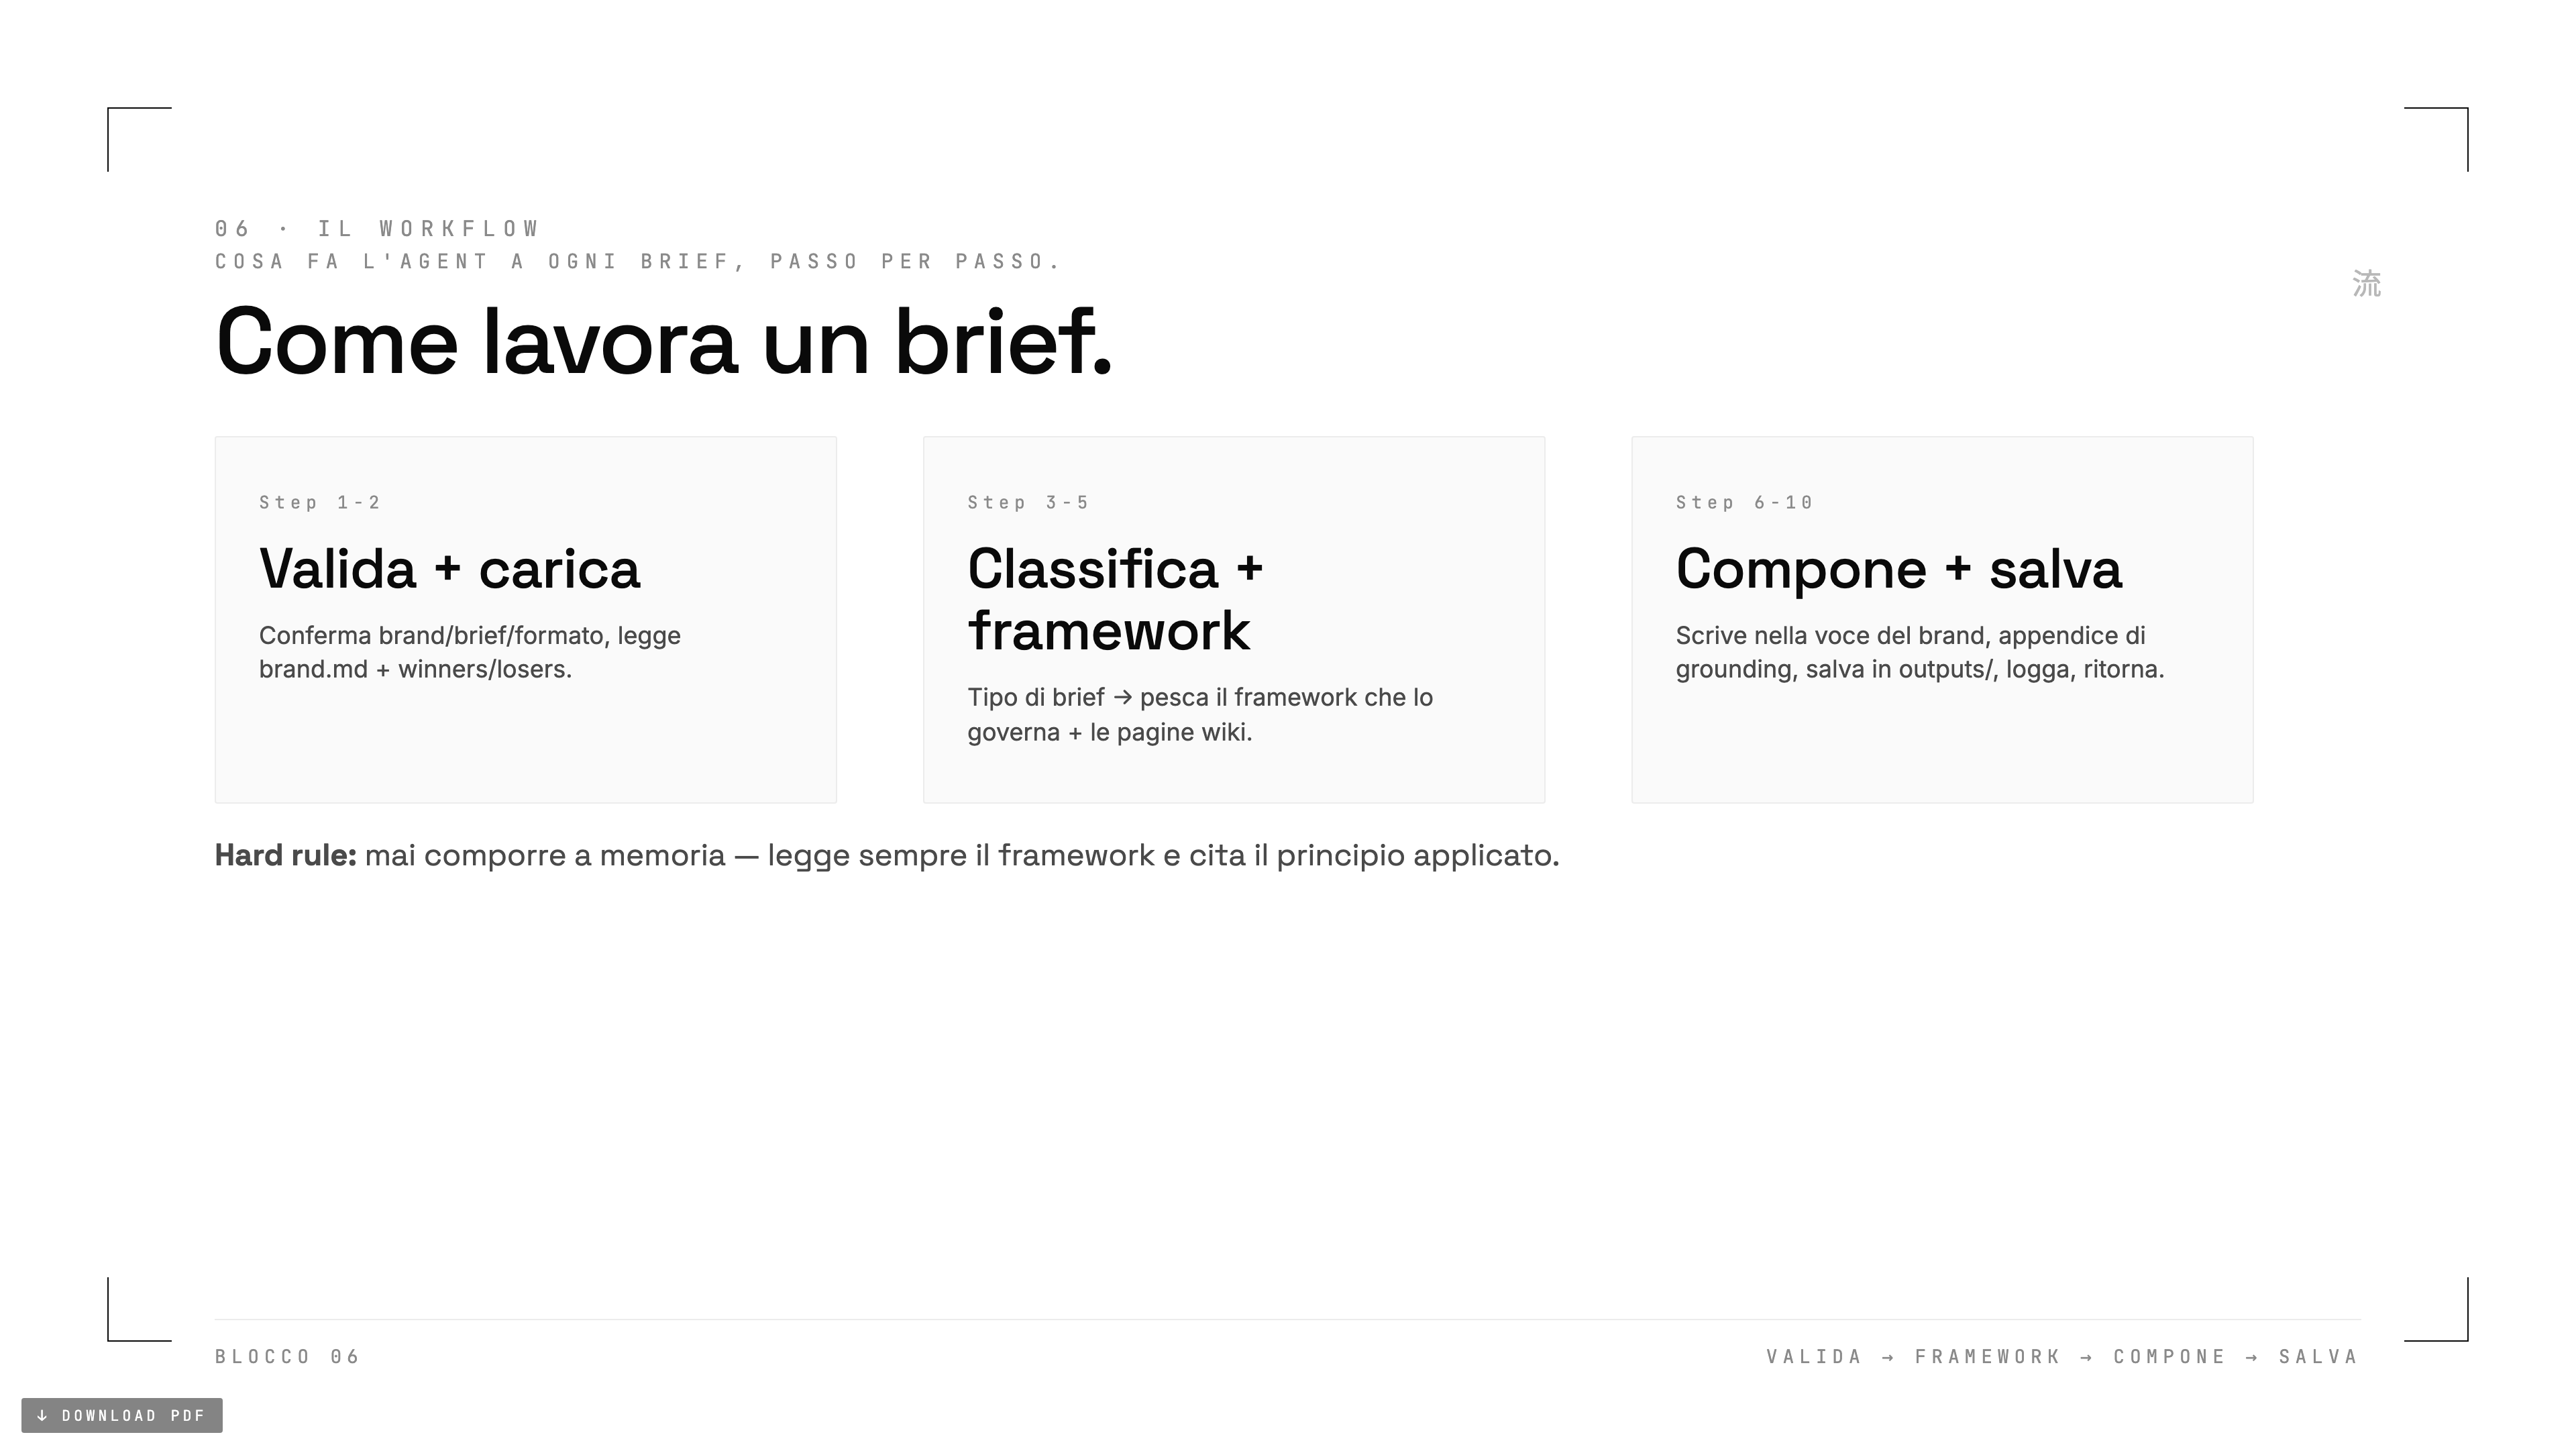 06 · IL WORKFLOW
COSA FA L'AGENT A OGNI BRIEF, PASSO PER PASSO.
流
Come lavora un brief.
Step 1-2
Valida + carica
Conferma brand/brief/formato, legge
brand.md + winners/losers.
Step 3-5
Classifica +
framework
Tipo di brief → pesca il framework che lo
governa + le pagine wiki.
Step 6-10
Compone + salva
Scrive nella voce del brand, appendice di
grounding, salva in outputs/, logga, ritorna.
Hard rule: mai comporre a memoria — legge sempre il framework e cita il principio applicato.
BLOCCO 06
VALIDA → FRAMEWORK → COMPONE → SALVA
↓ DOWNLOAD PDF